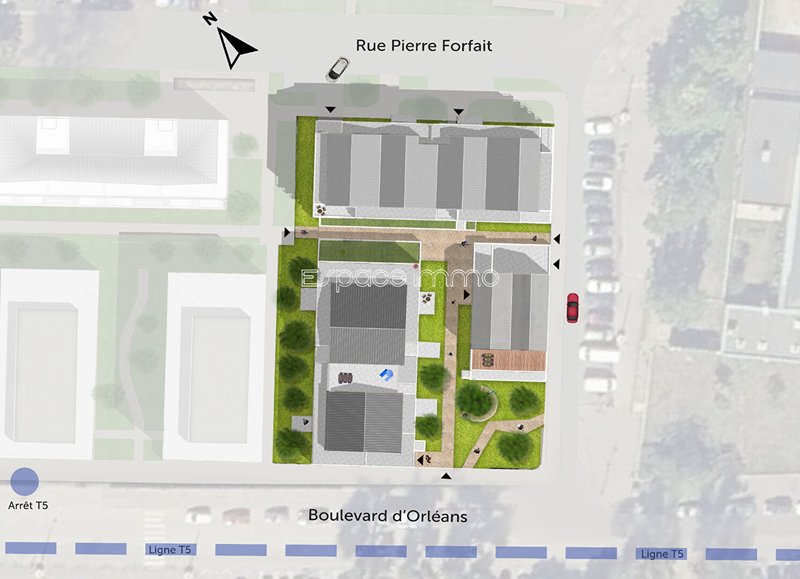 N
Rue Pierre Forfait
Espace immo
Arrêt T5
Boulevard d'Orléans
Ligne T5
Ligne T5